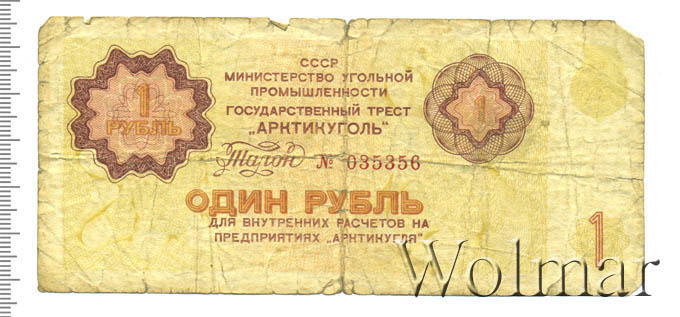 СССР
МИНИСТЕРСТВО УГОЛЬНОЙ
ПРОМЫШЛЕННОСТИ
ГОСУДАРСТВЕННЫЙ ТРЕСТ
„АРКТИКУГОЛЬ"
1
РУБЛЬ
1
Талон № 035356
ОДИН РУБЛЬ
ДЛЯ ВНУТРЕННИХ РАСЧЕТОВ НА
ПРЕДПРИЯТИЯХ „АРКТИКУГЛЯ"
1
Wolmar